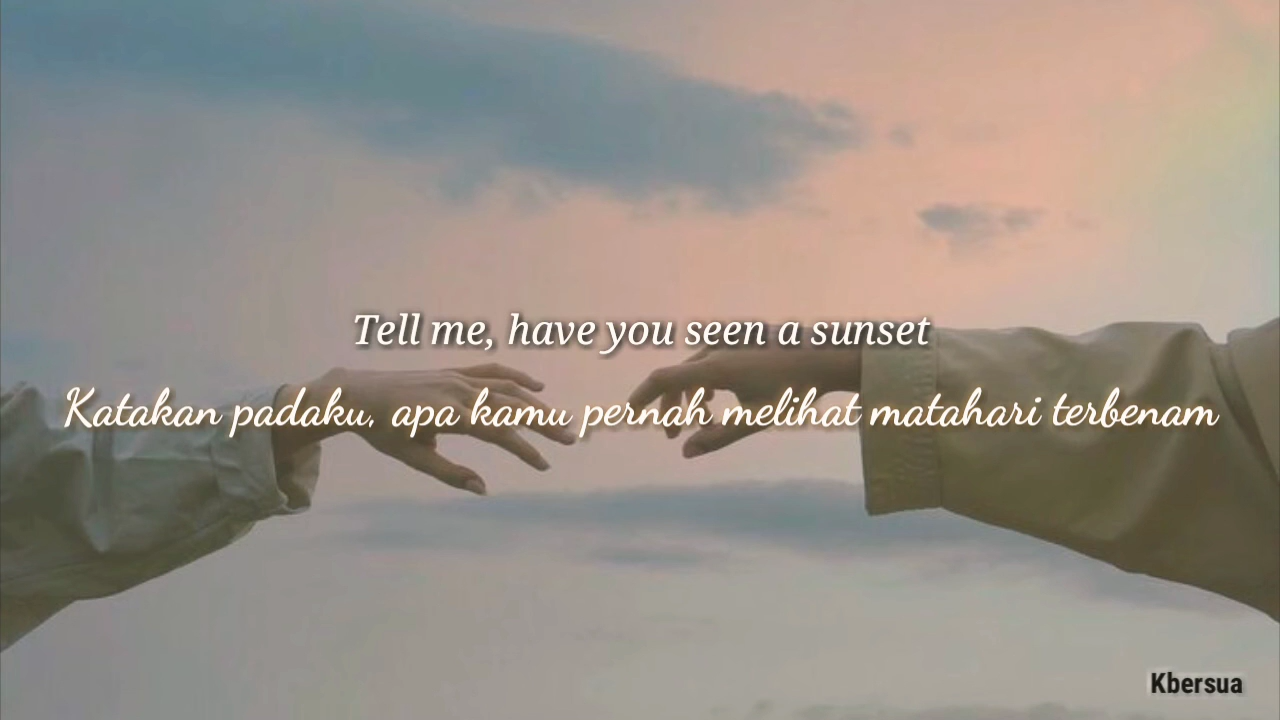 Tell me, have you seen a sunset
Katakan padaku, apa kamu pernah melihat matahari terbenam
Kbersua